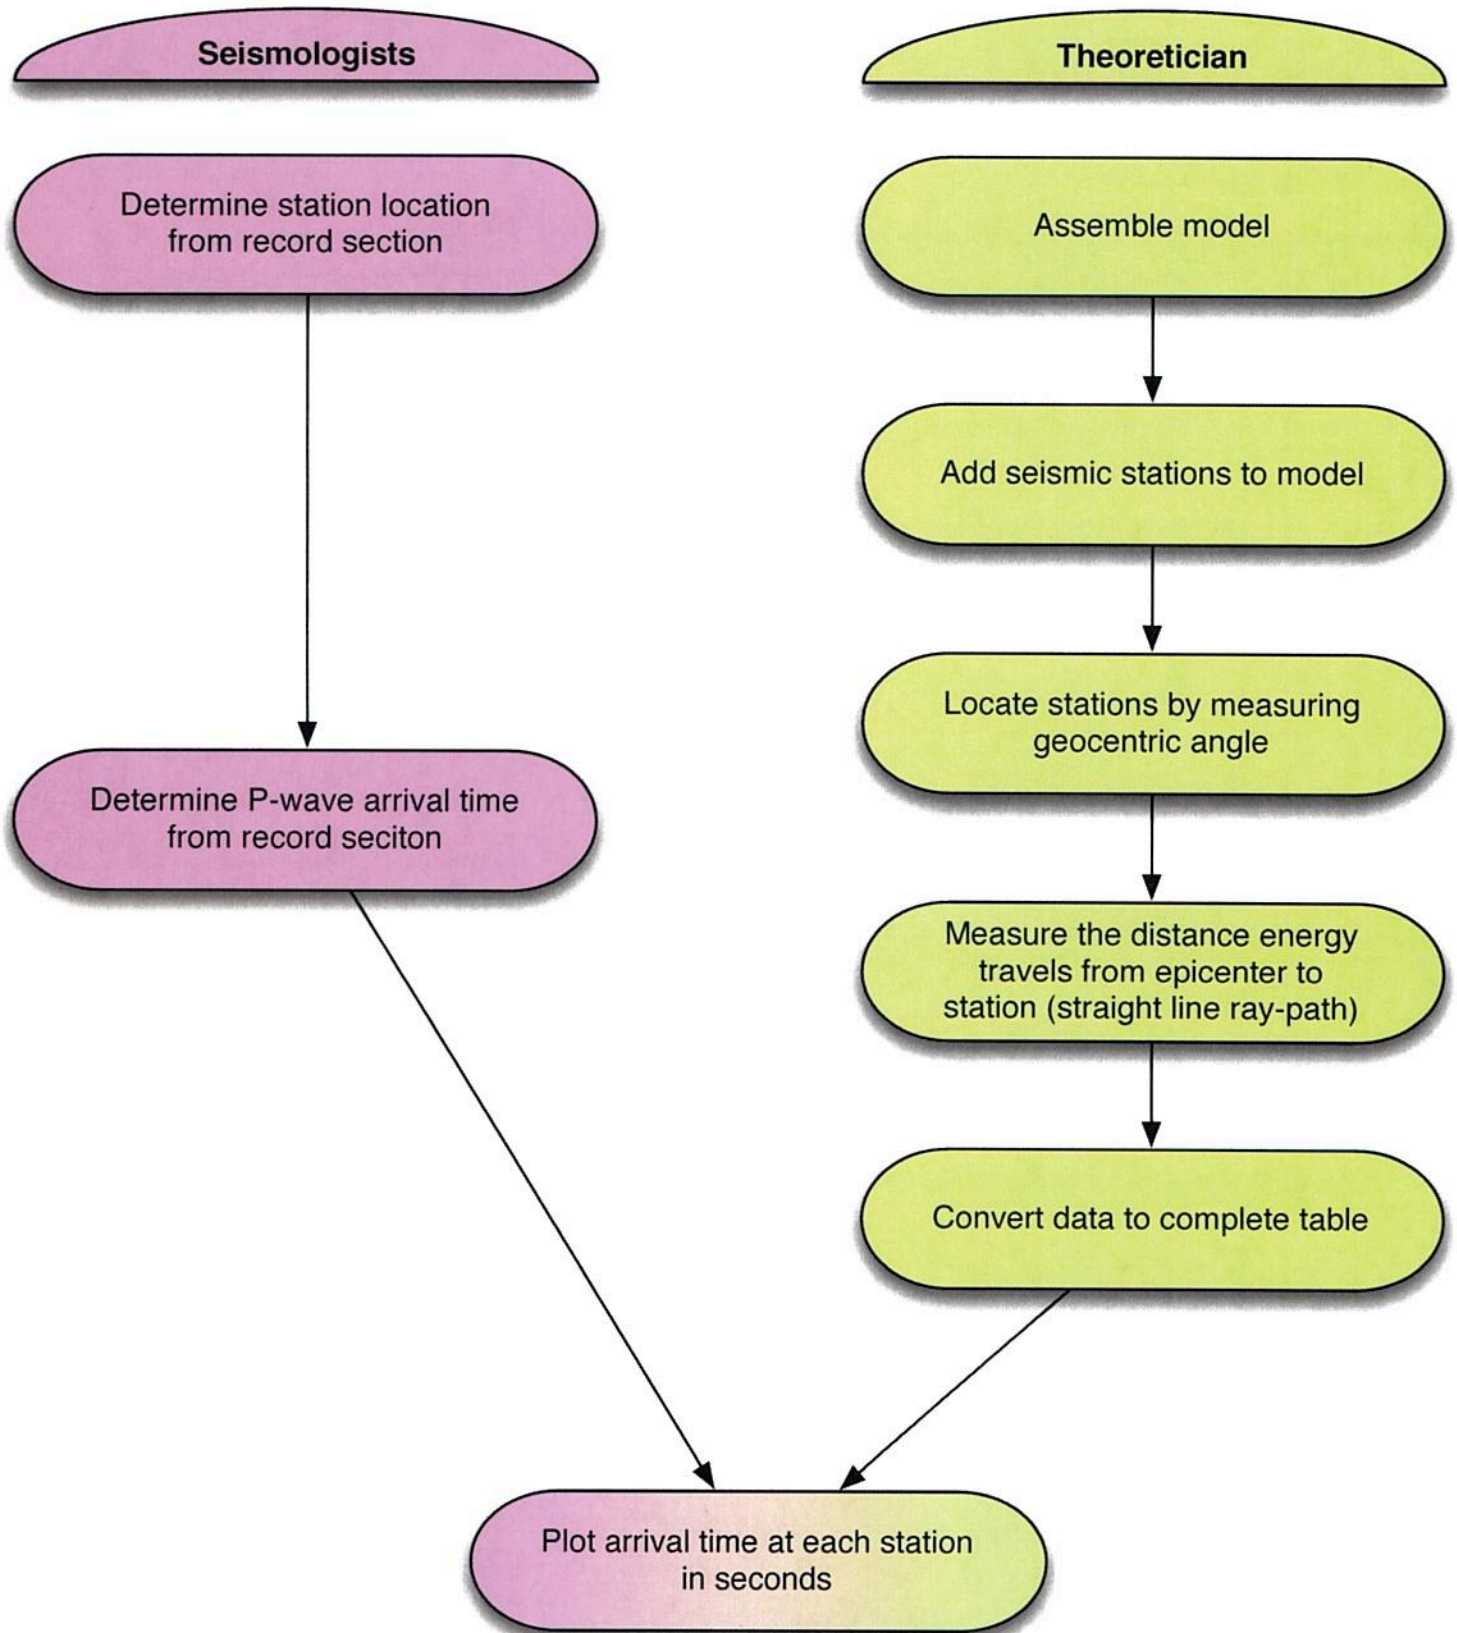 Seismologists
Determine station location
from record section
Determine P-wave arrival time
from record seciton
Theoretician
Assemble model
Add seismic stations to model
Locate stations by measuring
geocentric angle
Measure the distance energy
travels from epicenter to
station (straight line ray-path)
Convert data to complete table
Plot arrival time at each station
in seconds